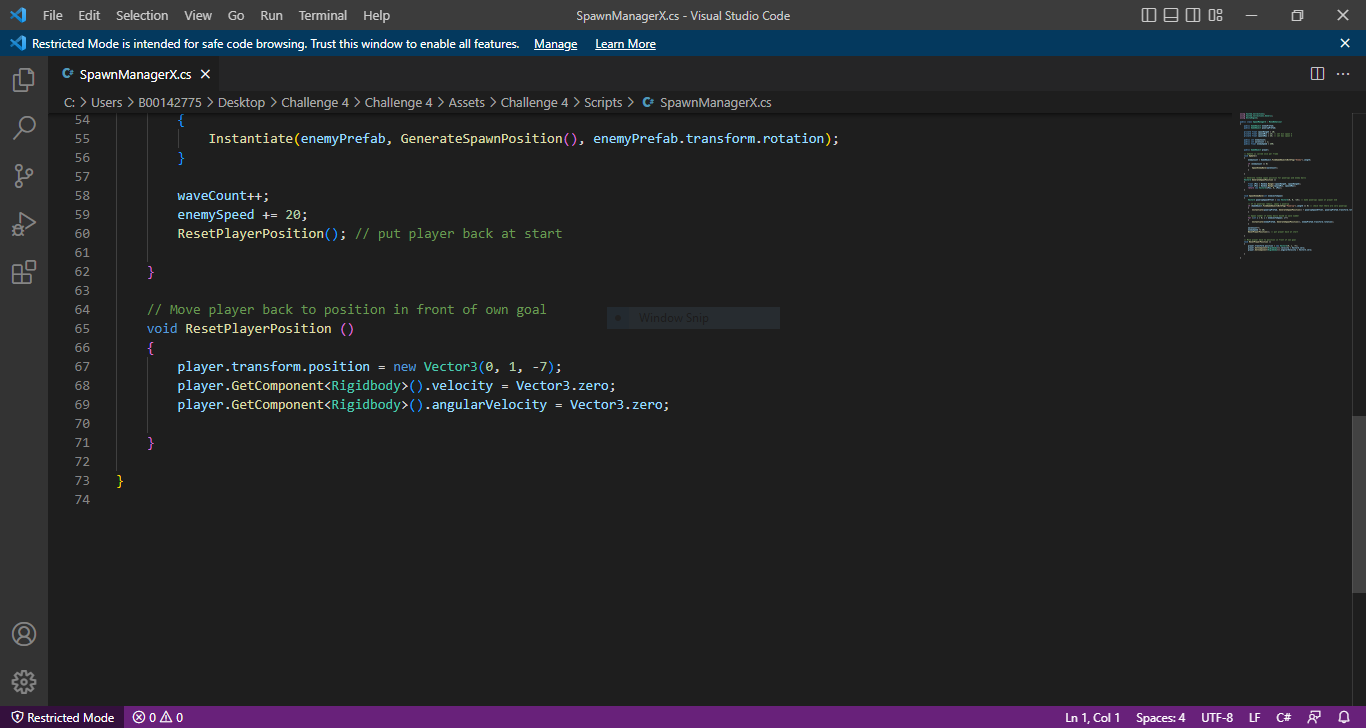 File Edit Selection View Go Run Terminal Help SpawnManagerX.cs - Visual Studio Code
Restricted Mode is intended for safe code browsing. Trust this window to enable all features. Manage Learn More
C# SpawnManagerX.cs
C: > Users > B00142775 > Desktop > Challenge 4 > Challenge 4 > Assets > Challenge 4 > Scripts > C# SpawnManagerX.cs
54 {
55 Instantiate(enemyPrefab, GenerateSpawnPosition(), enemyPrefab.transform.rotation);
56 }
57
58 waveCount++;
59 enemySpeed += 20;
60 ResetPlayerPosition(); // put player back at start
61
62 }
63
64 // Move player back to position in front of own goal
Window Snip
65 void ResetPlayerPosition ()
66 {
67 player.transform.position = new Vector3(0, 1, -7);
68 player.GetComponent<Rigidbody>().velocity = Vector3.zero;
69 player.GetComponent<Rigidbody>().angularVelocity = Vector3.zero;
70
71 }
72
73 }
74
Restricted Mode 0 0 Ln 1, Col 1 Spaces: 4 UTF-8 LF C#